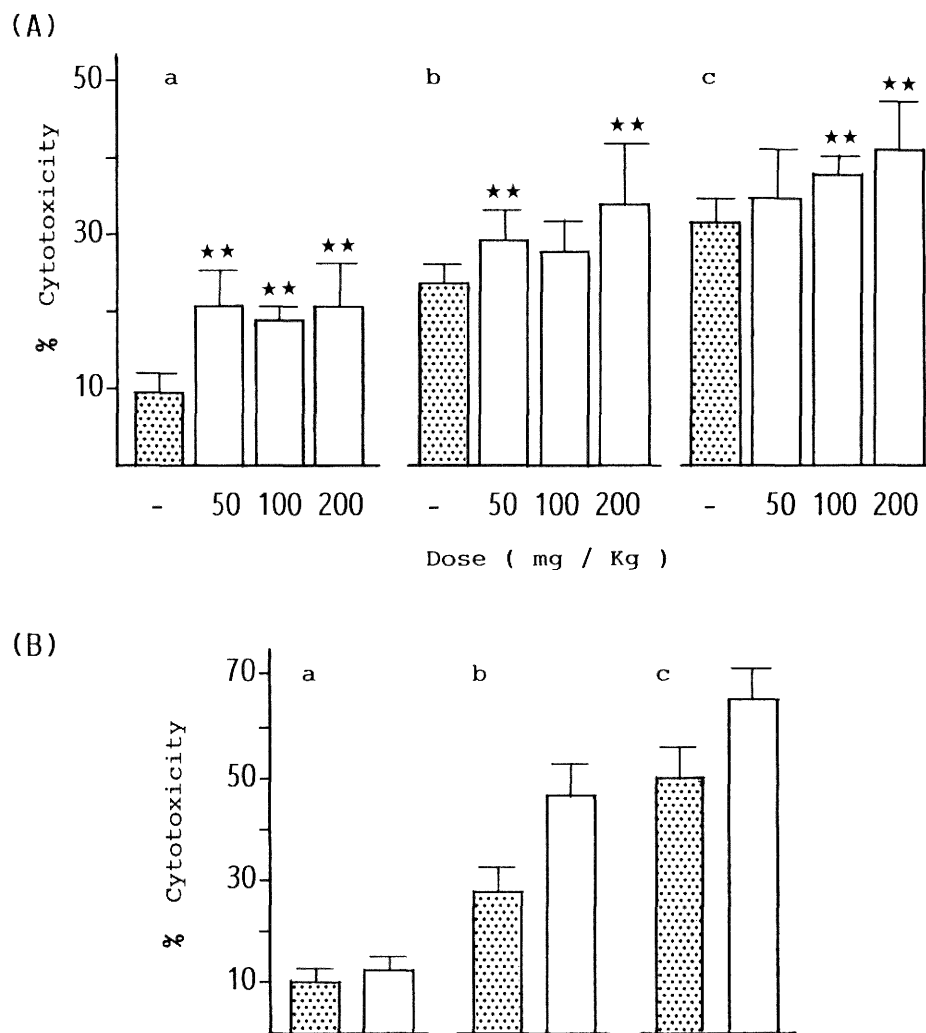 (A)
a b c
50
30
10
% Cytotoxicity
★★ ★★ ★★ ★★ ★★ ★★ ★★
- 50 100 200 - 50 100 200 - 50 100 200
Dose ( mg / Kg )
(B)
a b c
70
50
30
10
% Cytotoxicity